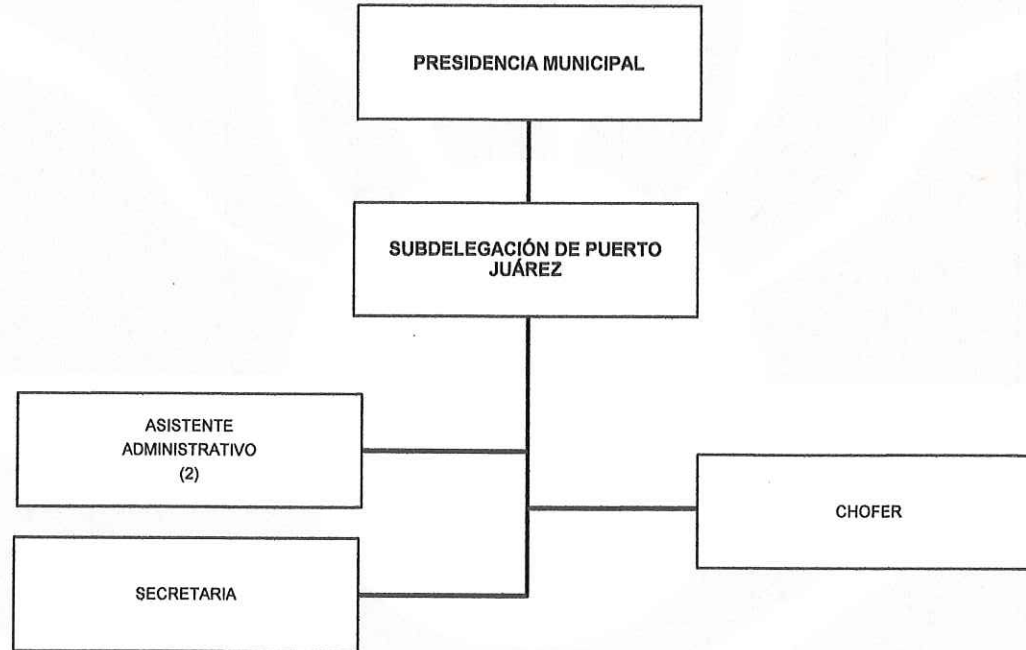 PRESIDENCIA MUNICIPAL
SUBDELEGACIÓN DE PUERTO
JUÁREZ
ASISTENTE
ADMINISTRATIVO
(2)
CHOFER
SECRETARIA